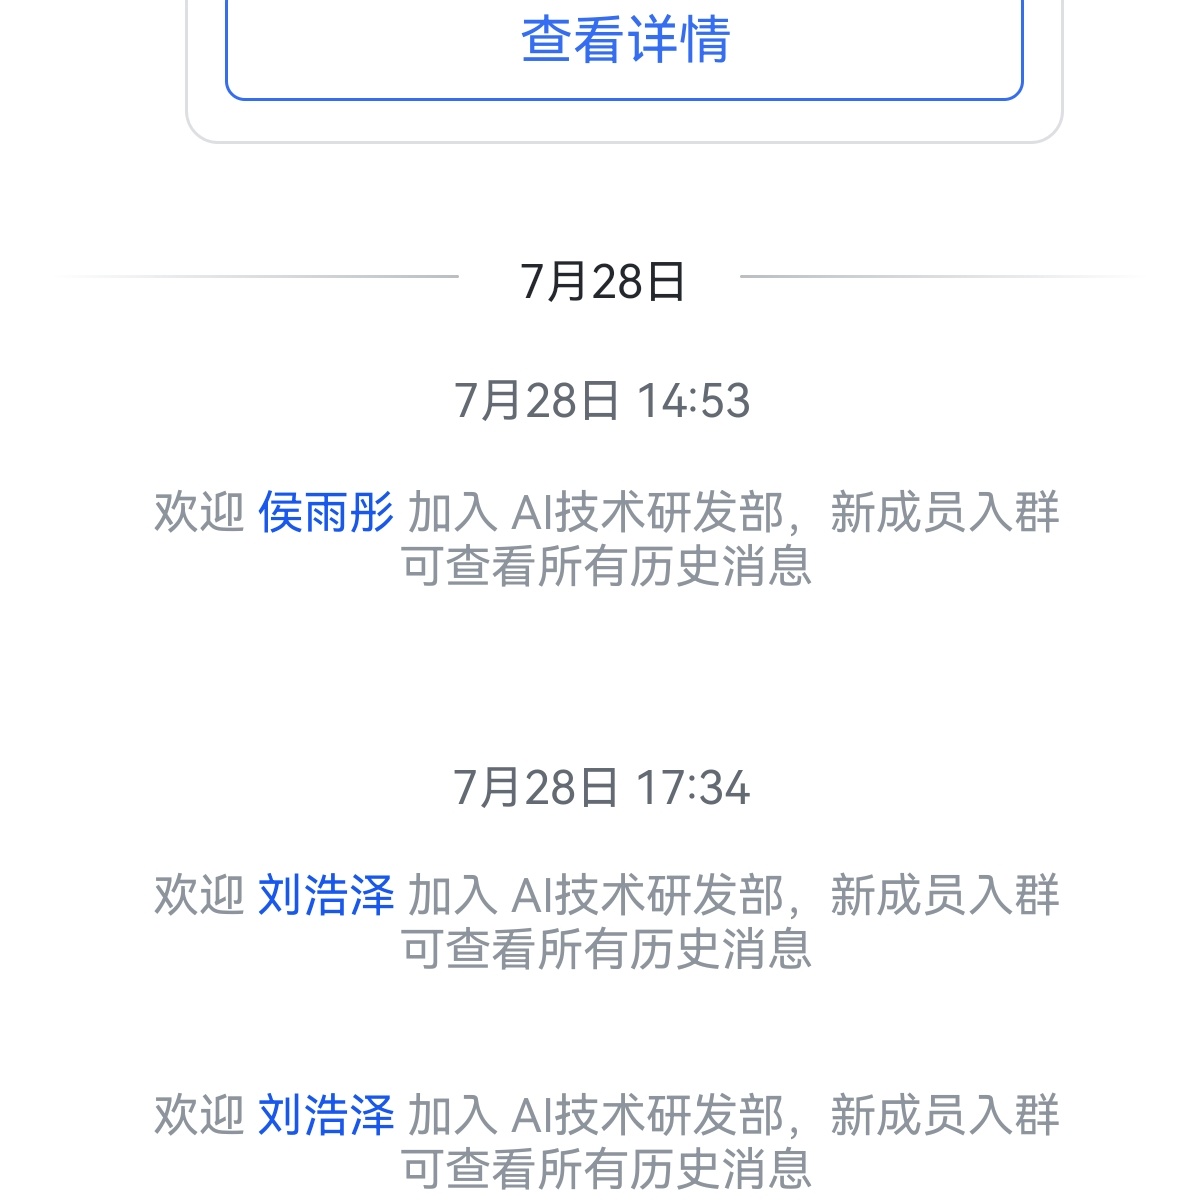 查看详情
7月28日
7月28日 14:53
欢迎 侯雨彤 加入 AI技术研发部，新成员入群
可查看所有历史消息
7月28日 17:34
欢迎 刘浩泽 加入 AI技术研发部，新成员入群
可查看所有历史消息
欢迎 刘浩泽 加入 AI技术研发部，新成员入群
可查看所有历史消息